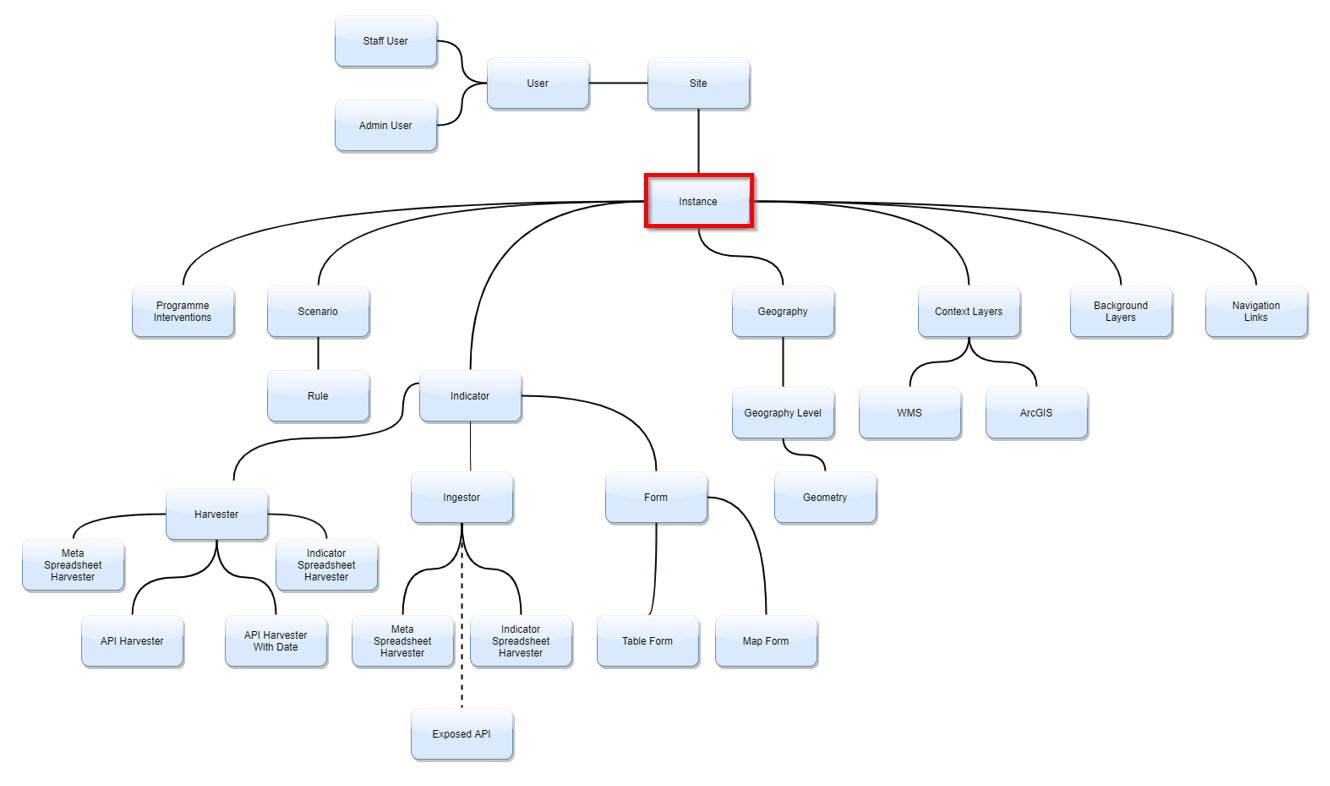 Staff User
User
Site
Admin User
Instance
Programme
Interventions
Scenario
Geography
Context Layers
Background
Layers
Navigation
Links
Rule
Indicator
Geography Level
WMS
ArcGIS
Harvester
Ingestor
Form
Geometry
Meta
Spreadsheet
Harvester
Indicator
Spreadsheet
Harvester
API Harvester
API Harvester
With Date
Meta
Spreadsheet
Harvester
Indicator
Spreadsheet
Harvester
Table Form
Map Form
Exposed API